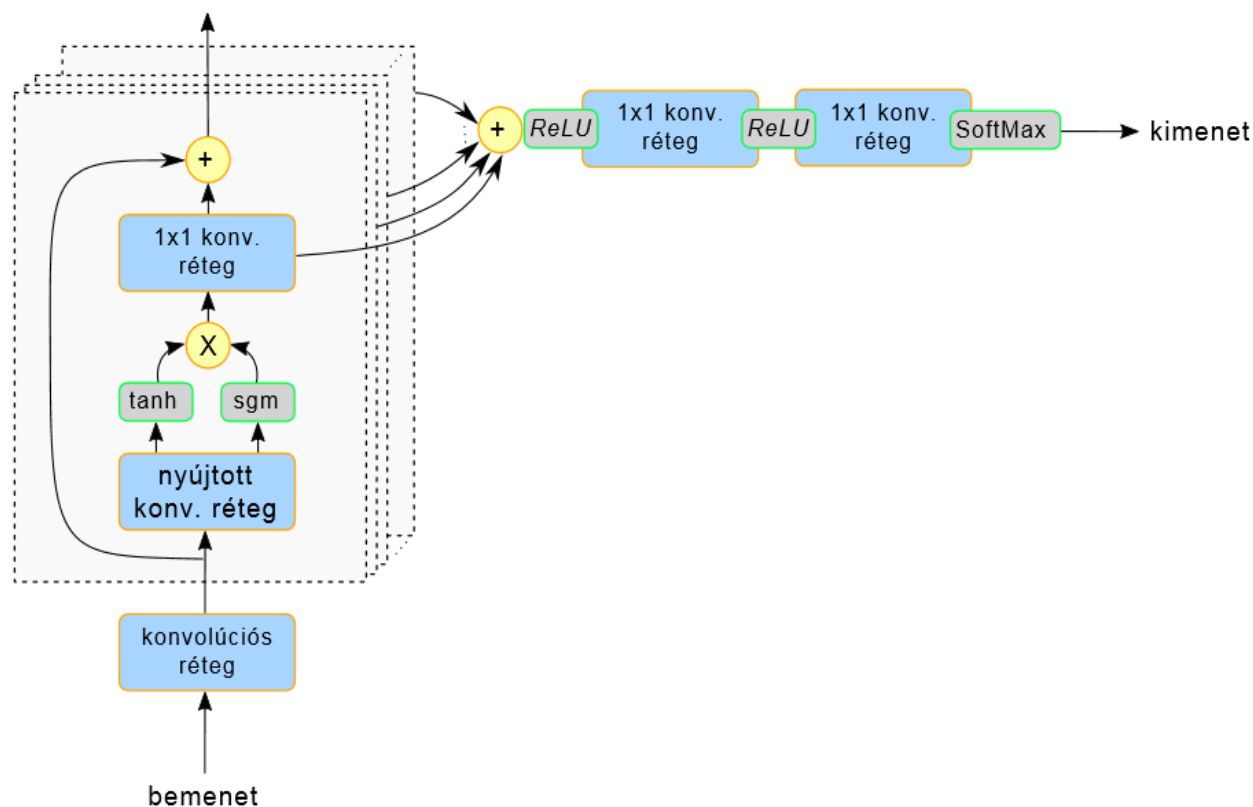 +
ReLU
1x1 konv.
réteg
ReLU
1x1 konv.
réteg
SoftMax
kimenet
+
1x1 konv.
réteg
X
tanh
sgm
nyújtott
konv. réteg
konvolúciós
réteg
bemenet